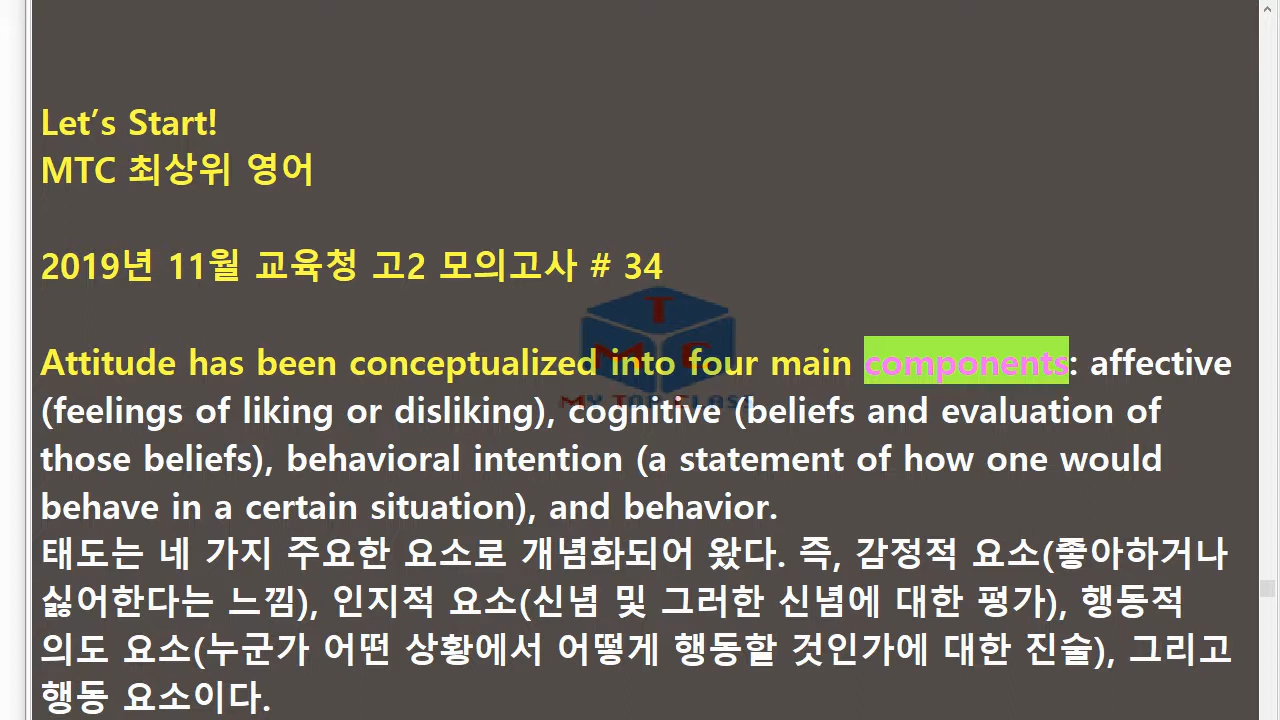 Let’s Start!
MTC 최상위 영어
2019년 11월 교육청 고2 모의고사 # 34
T
M C
My Top Class
Attitude has been conceptualized into four main components: affective
(feelings of liking or disliking), cognitive (beliefs and evaluation of
those beliefs), behavioral intention (a statement of how one would
behave in a certain situation), and behavior.
태도는 네 가지 주요한 요소로 개념화되어 왔다. 즉, 감정적 요소(좋아하거나
싫어한다는 느낌), 인지적 요소(신념 및 그러한 신념에 대한 평가), 행동적
의도 요소(누군가 어떤 상황에서 어떻게 행동할 것인가에 대한 진술), 그리고
행동 요소이다.